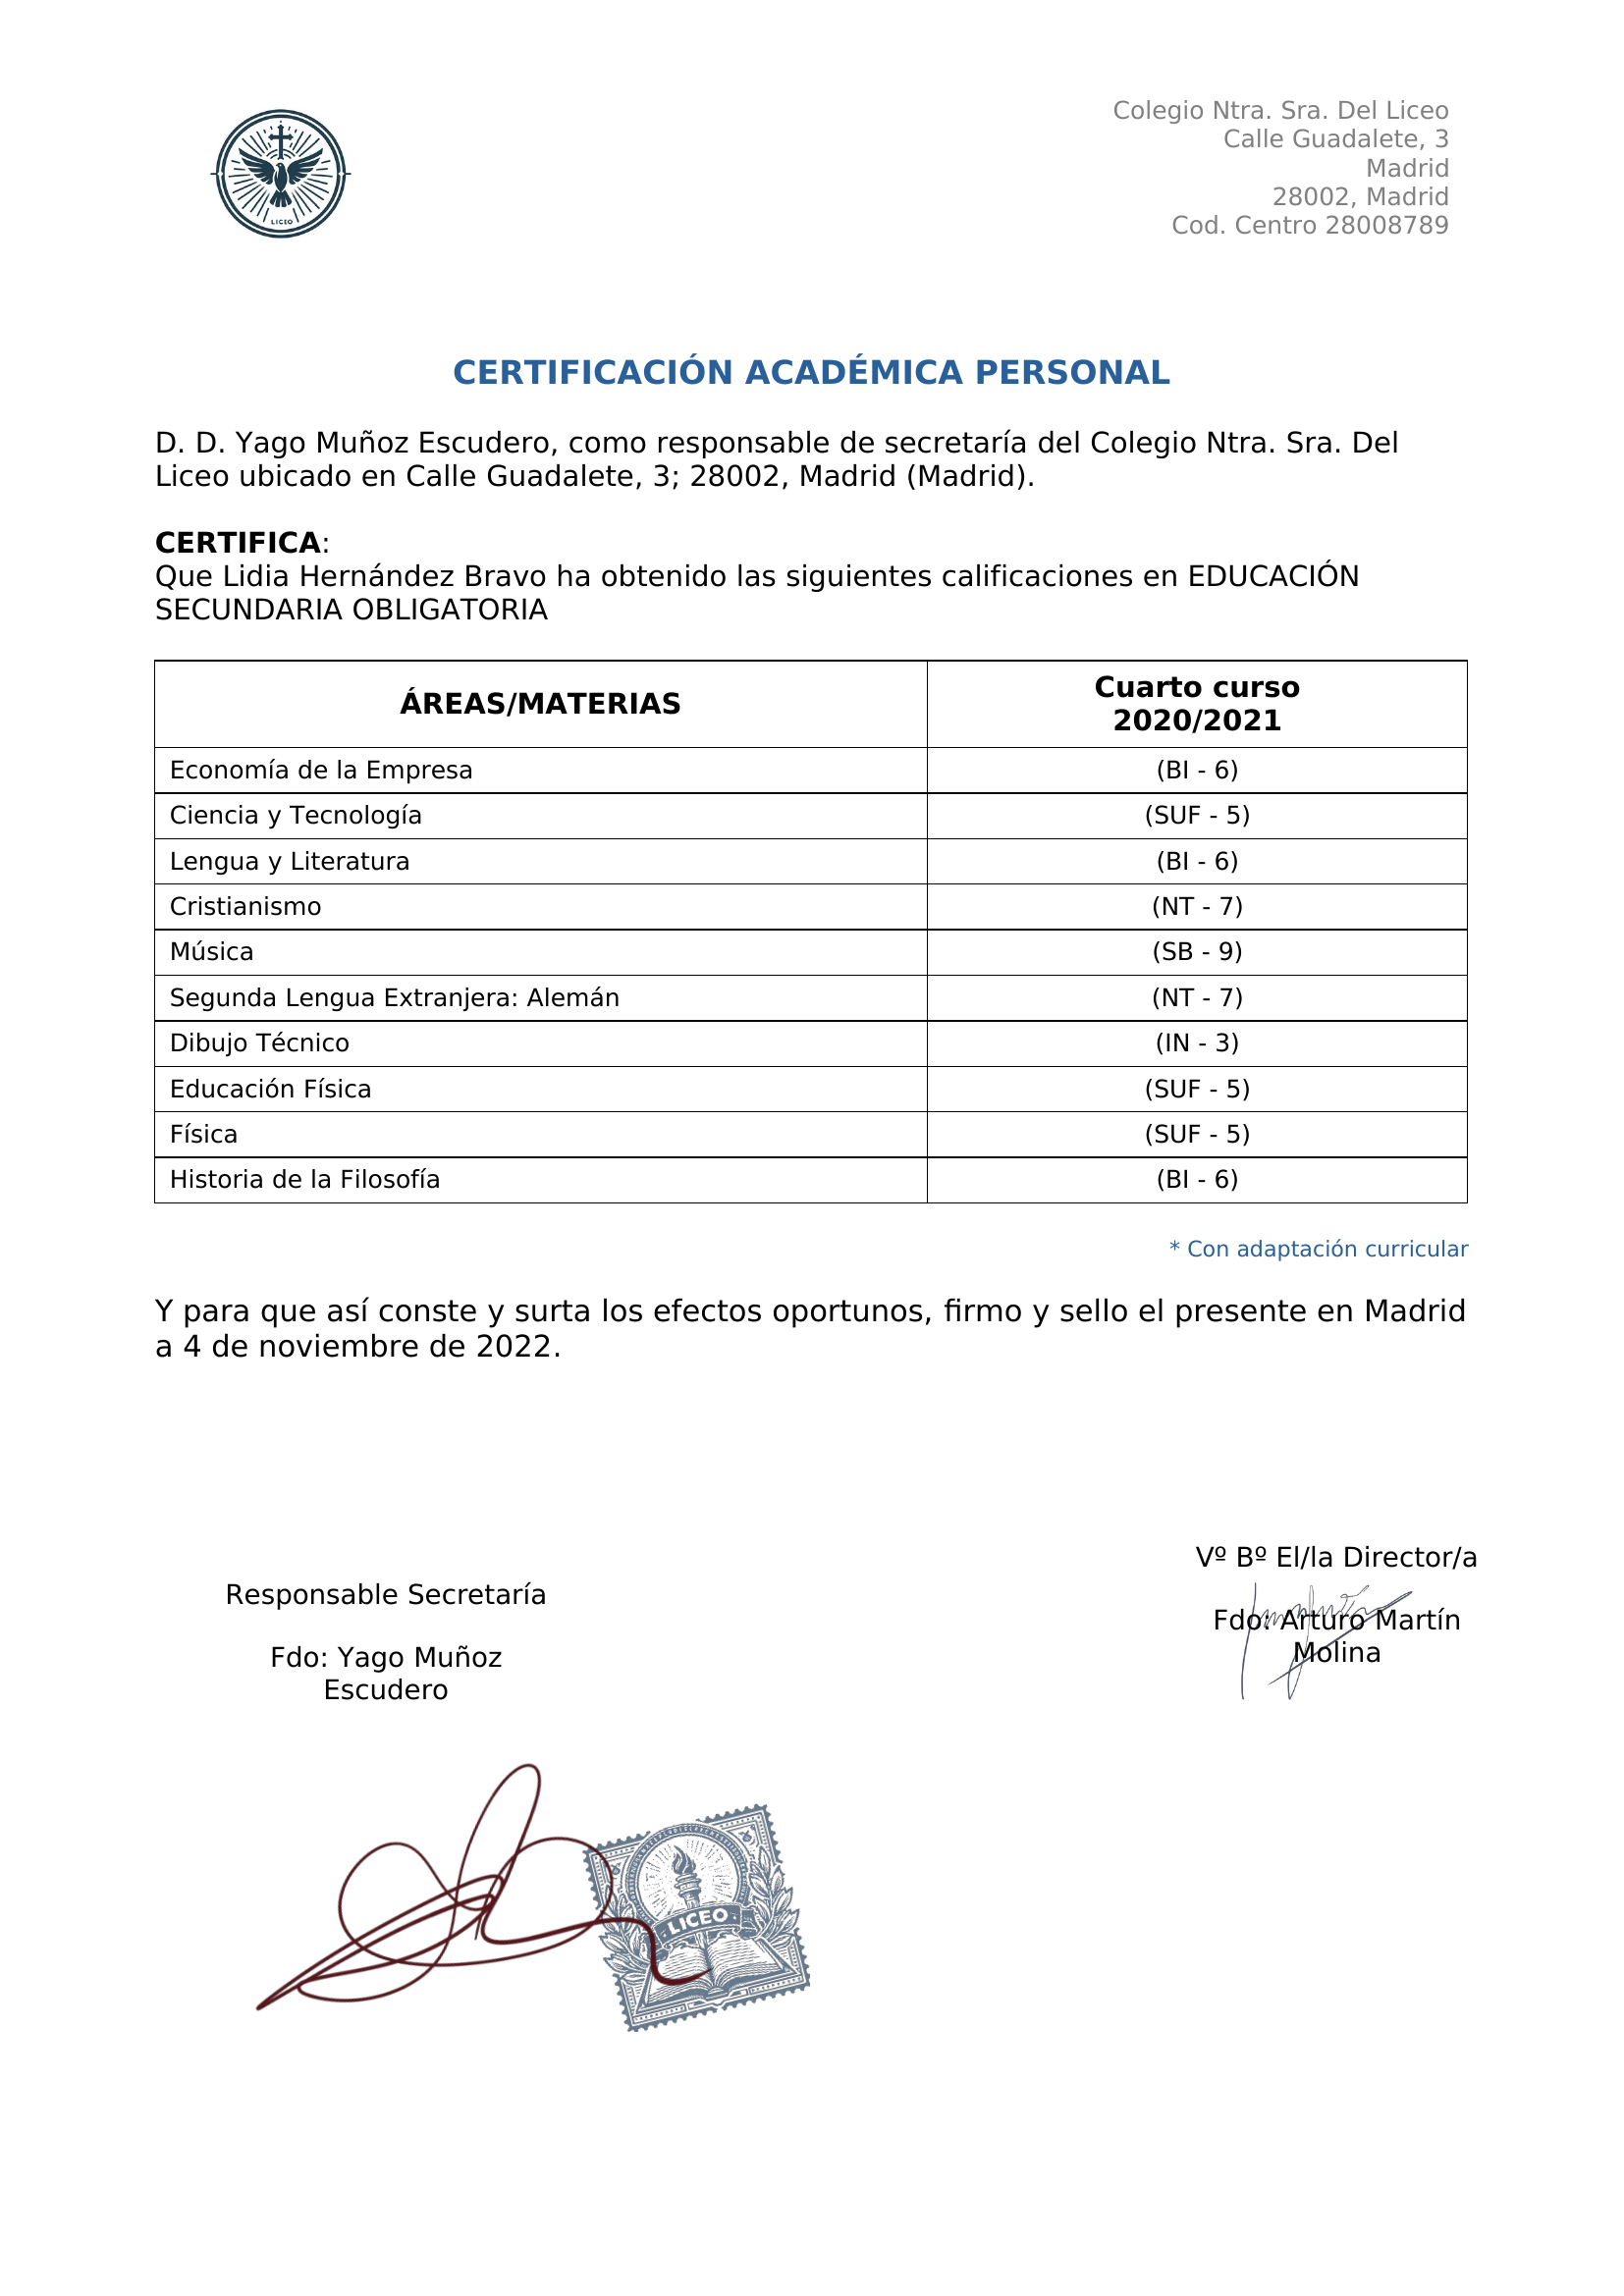 LICEO
Colegio Ntra. Sra. Del Liceo
Calle Guadalete, 3
Madrid
28002, Madrid
Cod. Centro 28008789
CERTIFICACIÓN ACADÉMICA PERSONAL
D. D. Yago Muñoz Escudero, como responsable de secretaría del Colegio Ntra. Sra. Del
Liceo ubicado en Calle Guadalete, 3; 28002, Madrid (Madrid).
CERTIFICA:
Que Lidia Hernández Bravo ha obtenido las siguientes calificaciones en EDUCACIÓN
SECUNDARIA OBLIGATORIA
ÁREAS/MATERIAS
Cuarto curso
2020/2021
Economía de la Empresa (BI - 6)
Ciencia y Tecnología (SUF - 5)
Lengua y Literatura (BI - 6)
Cristianismo (NT - 7)
Música (SB - 9)
Segunda Lengua Extranjera: Alemán (NT - 7)
Dibujo Técnico (IN - 3)
Educación Física (SUF - 5)
Física (SUF - 5)
Historia de la Filosofía (BI - 6)
* Con adaptación curricular
Y para que así conste y surta los efectos oportunos, firmo y sello el presente en Madrid
a 4 de noviembre de 2022.
Responsable Secretaría
Fdo: Yago Muñoz
Escudero
Vº Bº El/la Director/a
Fdo: Arturo Martín
Molina
LICEO